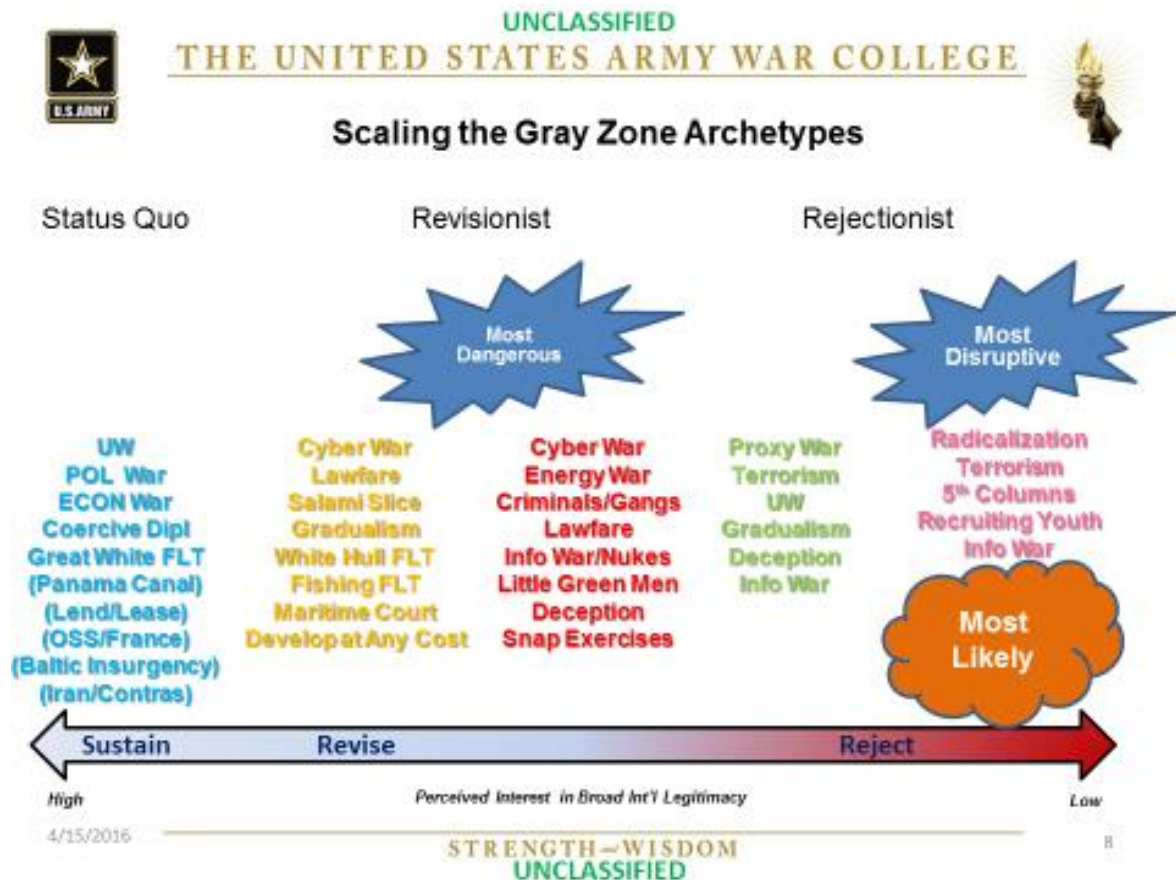 UNCLASSIFIED
THE UNITED STATES ARMY WAR COLLEGE
U.S.ARMY
Scaling the Gray Zone Archetypes
Status Quo
Revisionist
Rejectionist
Most
Dangerous
Most
Disruptive
UW
POL War
ECON War
Coercive Dipl
Great White FLT
(Panama Canal)
(Lend/Lease)
(OSS/France)
(Baltic Insurgency)
(Iran/Contras)
Cyber War
Lawfare
Salami Slice
Gradualism
White Hull FLT
Fishing FLT
Maritime Court
Develop at Any Cost
Cyber War
Energy War
Criminals/Gangs
Lawfare
Info War/Nukes
Little Green Men
Deception
Snap Exercises
Proxy War
Terrorism
UW
Gradualism
Deception
Info War
Radicalization
Terrorism
5th Columns
Recruiting Youth
Info War
Most
Likely
Sustain
Revise
Reject
High
Perceived Interest in Broad Int'l Legitimacy
Low
4/15/2016
STRENGTH—WISDOM
8
UNCLASSIFIED